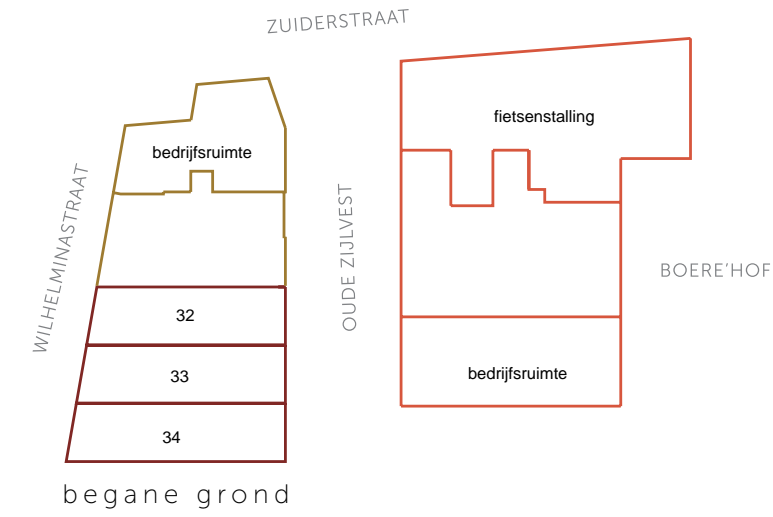 ZUIDERSTRAAT
fietsenstalling
bedrijfsruimte
WILHELMINASTRAAT
OUDE ZIJLVEST
BOERE'HOF
32
33
bedrijfsruimte
34
begane grond